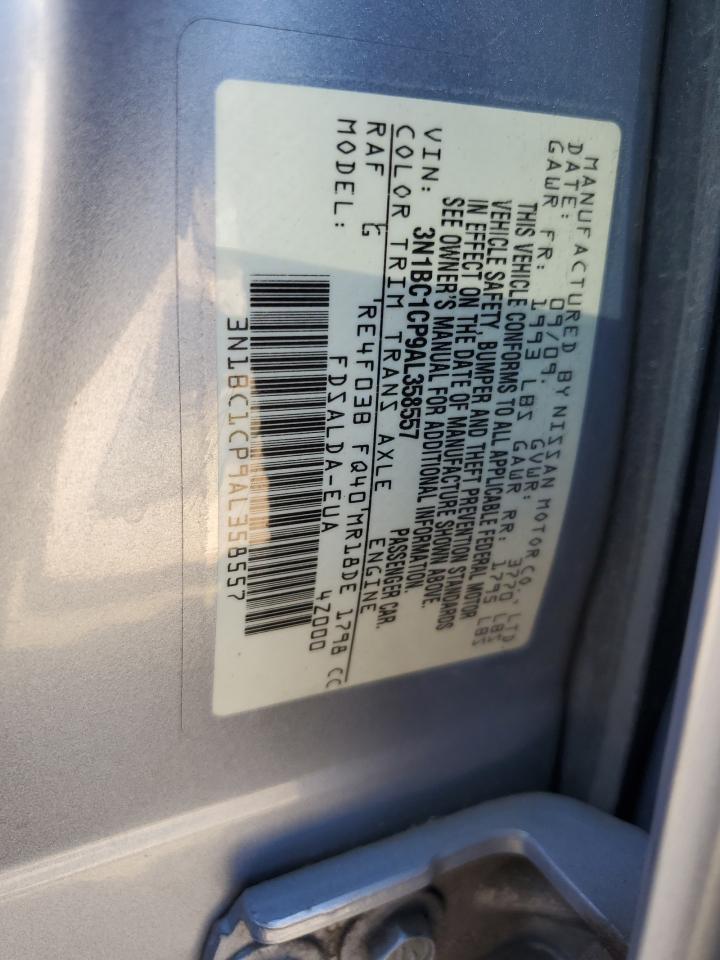 MANUFACTURED BY NISSAN MOTOR CO., LTD
DATE: 09/09. GVWR: 3770 LBS
GAWR FR: 1993 LBS GAWR RR: 1795 LBS
THIS VEHICLE CONFORMS TO ALL APPLICABLE FEDERAL MOTOR
VEHICLE SAFETY, BUMPER AND THEFT PREVENTION STANDARDS
IN EFFECT ON THE DATE OF MANUFACTURE SHOWN ABOVE.
SEE OWNER'S MANUAL FOR ADDITIONAL INFORMATION.
VIN: 3N1BC1CP9AL358557 PASSENGER CAR.
COLOR TRIM TRANS AXLE ENGINE
RAF G RE4F03B FQ40 MR18DE 1798 CC
MODEL: FDSALDA-EUA 4Z000
3N1BC1CP9AL358557